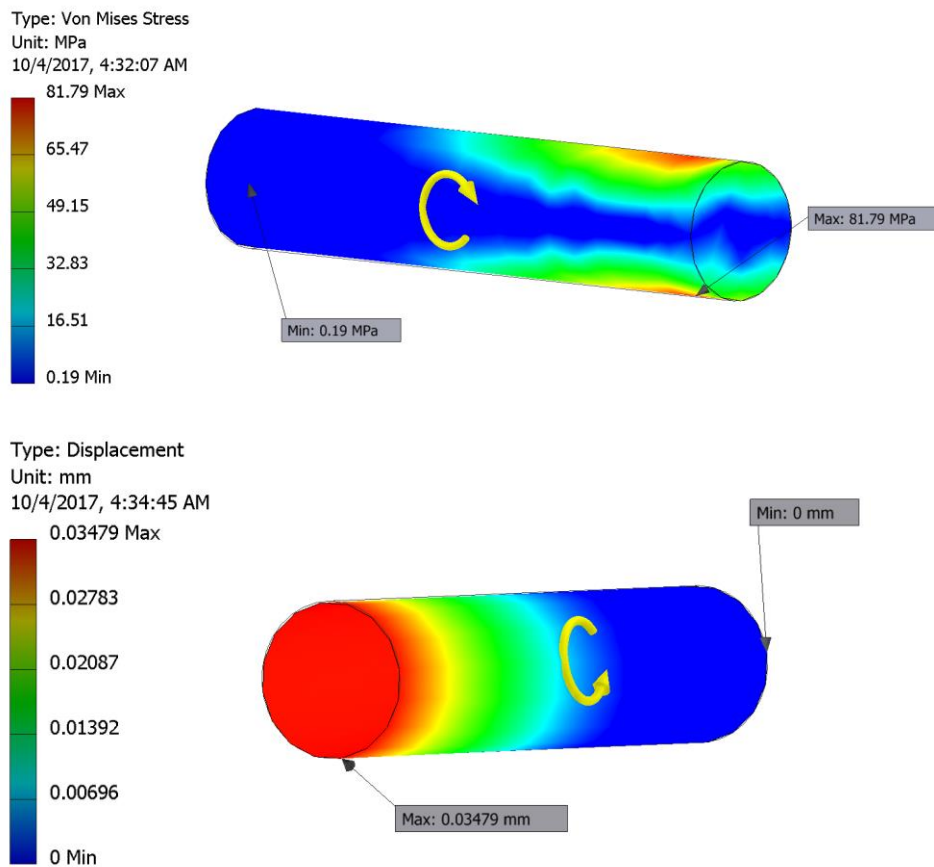 Type: Von Mises Stress
Unit: MPa
10/4/2017, 4:32:07 AM
81.79 Max
65.47
49.15
32.83
16.51
0.19 Min
Max: 81.79 MPa
Min: 0.19 MPa
Type: Displacement
Unit: mm
10/4/2017, 4:34:45 AM
0.03479 Max
0.02783
0.02087
0.01392
0.00696
0 Min
Min: 0 mm
Max: 0.03479 mm